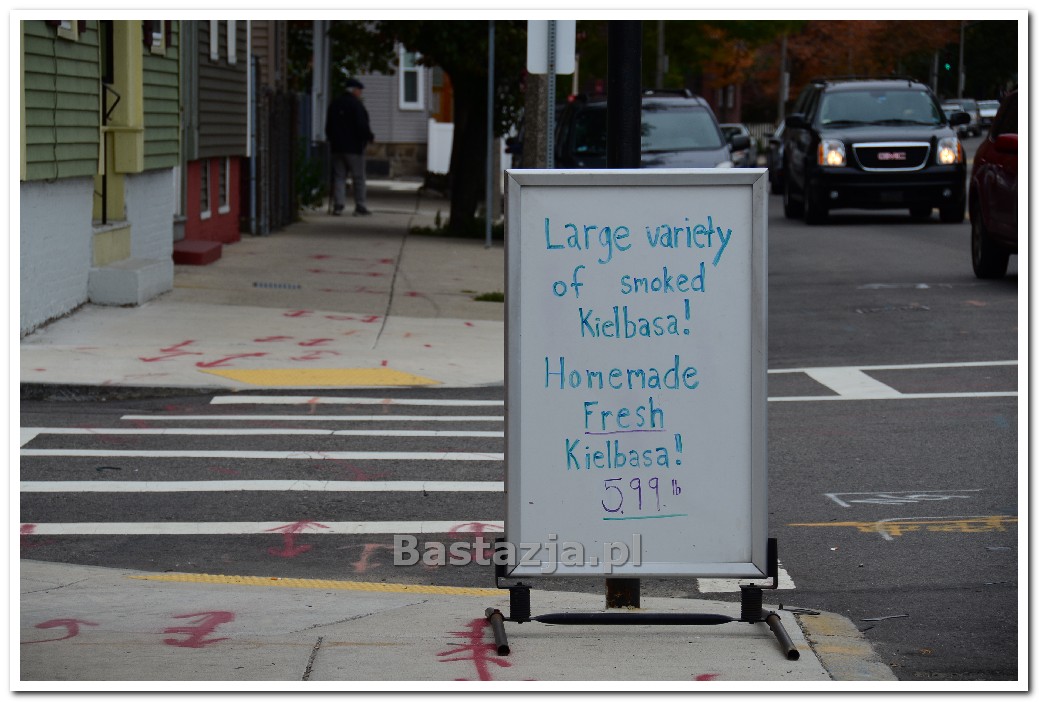 Large variety
of smoked
Kielbasa!
Homemade
Fresh
Kielbasa!
5.99. lb
GMC
Bastazja.pl